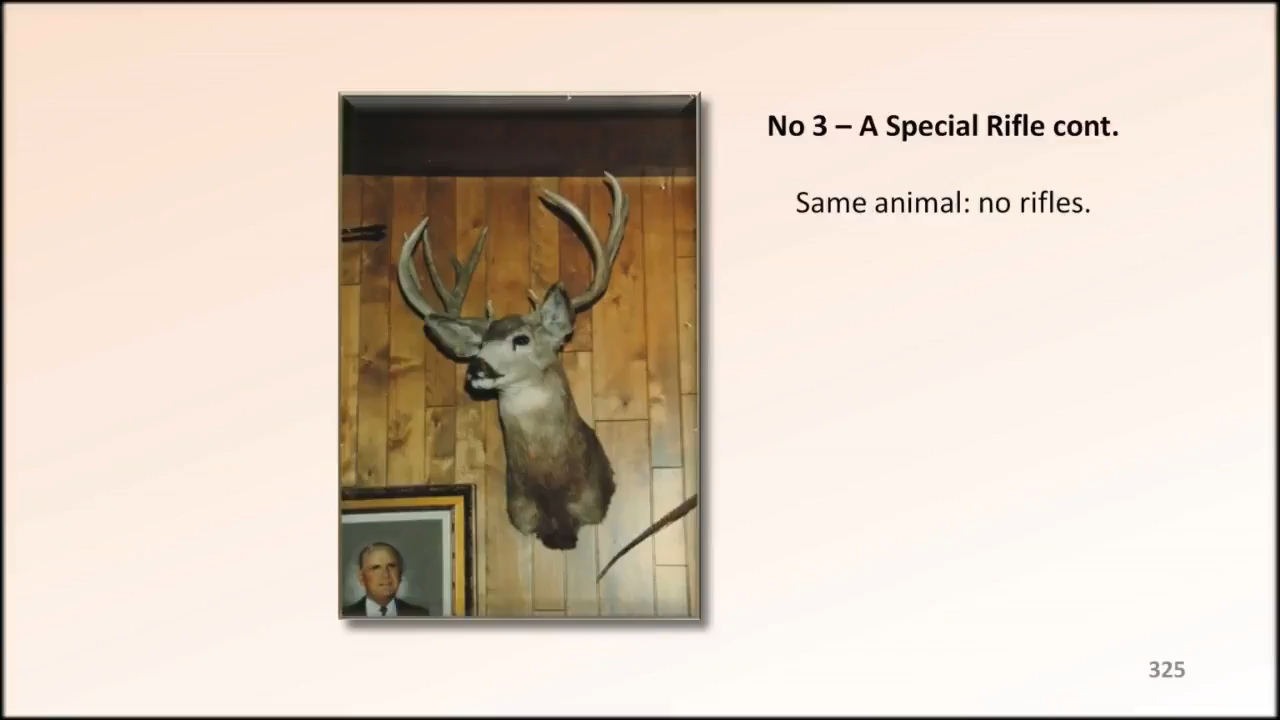 No 3 – A Special Rifle cont.
Same animal: no rifles.
325